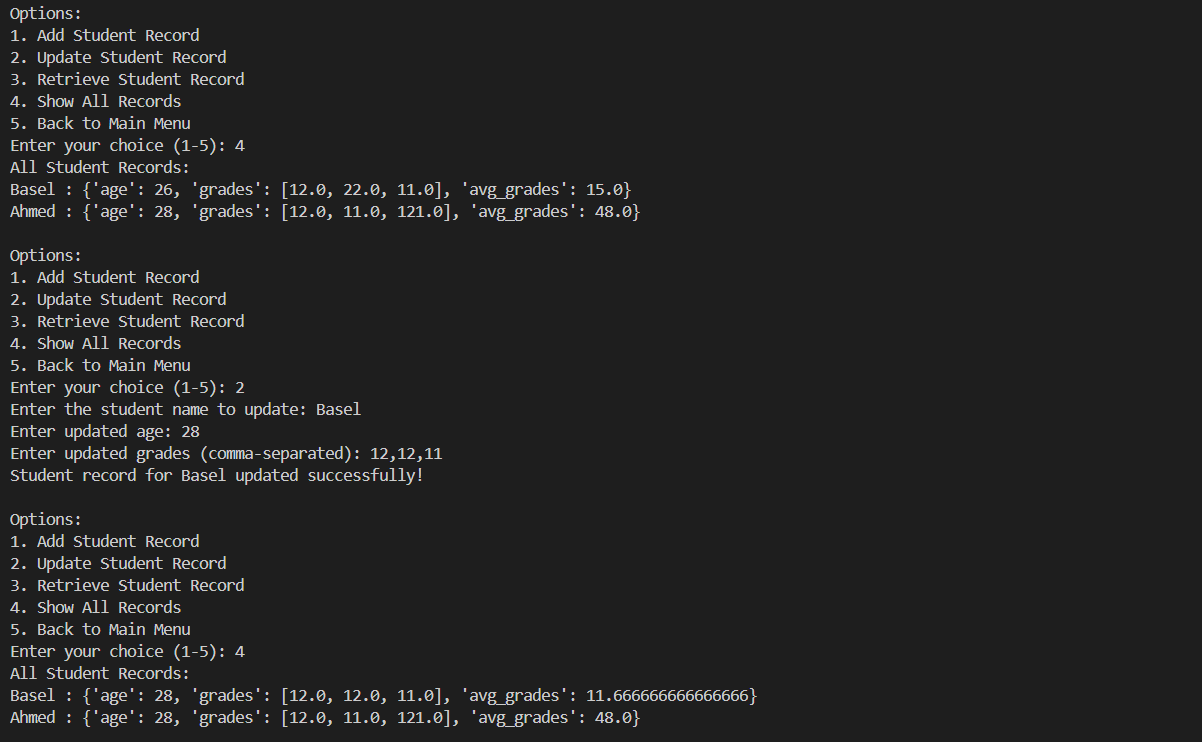 Options:
1. Add Student Record
2. Update Student Record
3. Retrieve Student Record
4. Show All Records
5. Back to Main Menu
Enter your choice (1-5): 4
All Student Records:
Basel : {'age': 26, 'grades': [12.0, 22.0, 11.0], 'avg_grades': 15.0}
Ahmed : {'age': 28, 'grades': [12.0, 11.0, 121.0], 'avg_grades': 48.0}

Options:
1. Add Student Record
2. Update Student Record
3. Retrieve Student Record
4. Show All Records
5. Back to Main Menu
Enter your choice (1-5): 2
Enter the student name to update: Basel
Enter updated age: 28
Enter updated grades (comma-separated): 12,12,11
Student record for Basel updated successfully!

Options:
1. Add Student Record
2. Update Student Record
3. Retrieve Student Record
4. Show All Records
5. Back to Main Menu
Enter your choice (1-5): 4
All Student Records:
Basel : {'age': 28, 'grades': [12.0, 12.0, 11.0], 'avg_grades': 11.666666666666666}
Ahmed : {'age': 28, 'grades': [12.0, 11.0, 121.0], 'avg_grades': 48.0}